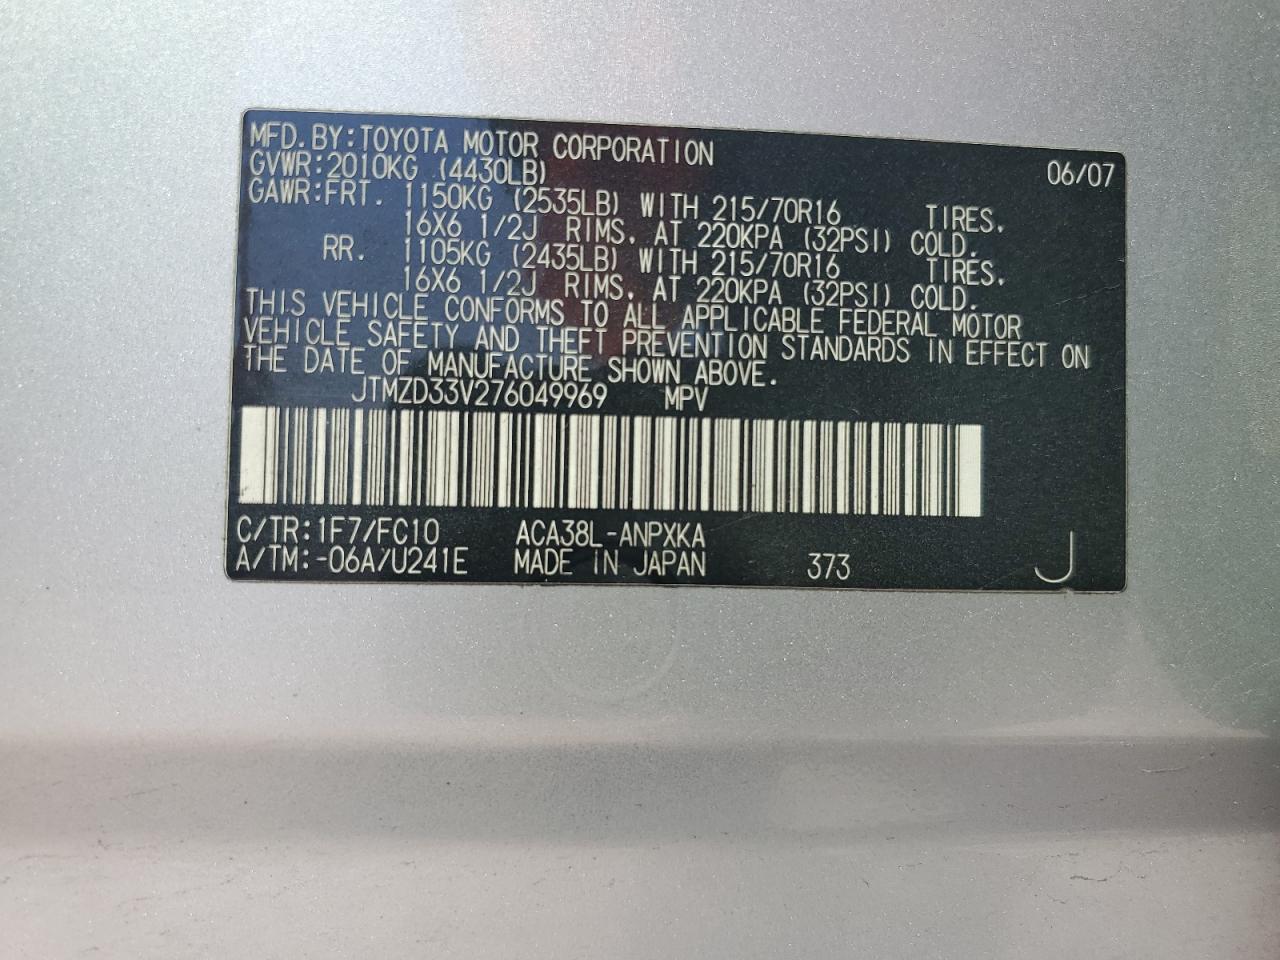 MFD. BY: TOYOTA MOTOR CORPORATION 06/07
GVWR: 2010KG (4430LB)
GAWR: FRT. 1150KG (2535LB) WITH 215/70R16 TIRES,
16X6 1/2J RIMS, AT 220KPA (32PSI) COLD.
RR. 1105KG (2435LB) WITH 215/70R16 TIRES,
16X6 1/2J RIMS, AT 220KPA (32PSI) COLD.
THIS VEHICLE CONFORMS TO ALL APPLICABLE FEDERAL MOTOR
VEHICLE SAFETY AND THEFT PREVENTION STANDARDS IN EFFECT ON
THE DATE OF MANUFACTURE SHOWN ABOVE.
JTMZD33V276049969 MPV
C/TR: 1F7/FC10 ACA38L-ANPXKA
A/TM: -06A/U241E MADE IN JAPAN 373 J